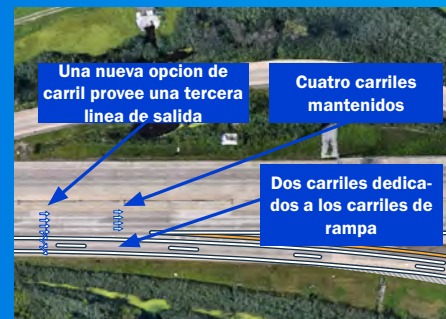 Una nueva opcion de
carril provee una tercera
linea de salida
Cuatro carriles
mantenidos
Dos carriles dedica-
dos a los carriles de
rampa